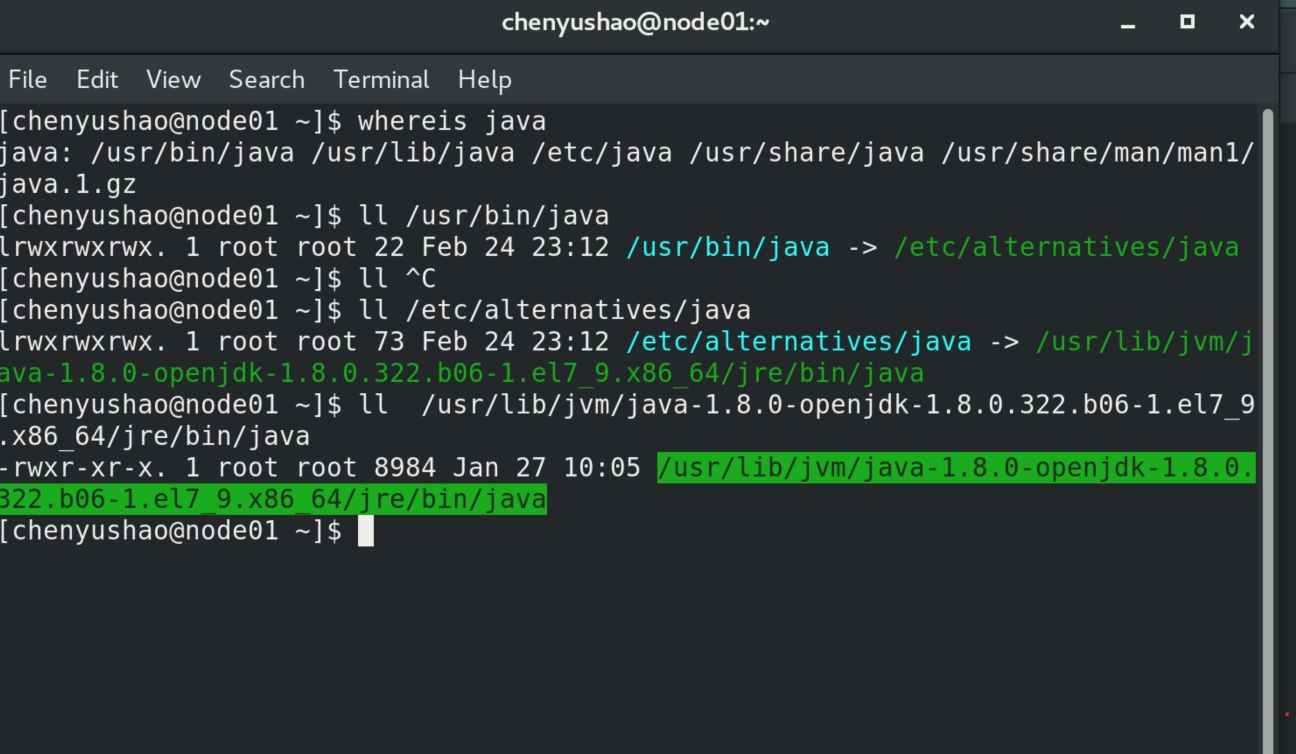 chenyushao@node01:~
File Edit View Search Terminal Help
[chenyushao@node01 ~]$ whereis java
java: /usr/bin/java /usr/lib/java /etc/java /usr/share/java /usr/share/man/man1/
java.1.gz
[chenyushao@node01 ~]$ ll /usr/bin/java
lrwxrwxrwx. 1 root root 22 Feb 24 23:12 /usr/bin/java -> /etc/alternatives/java
[chenyushao@node01 ~]$ ll ^C
[chenyushao@node01 ~]$ ll /etc/alternatives/java
lrwxrwxrwx. 1 root root 73 Feb 24 23:12 /etc/alternatives/java -> /usr/lib/jvm/j
ava-1.8.0-openjdk-1.8.0.322.b06-1.el7_9.x86_64/jre/bin/java
[chenyushao@node01 ~]$ ll  /usr/lib/jvm/java-1.8.0-openjdk-1.8.0.322.b06-1.el7_9
.x86_64/jre/bin/java
-rwxr-xr-x. 1 root root 8984 Jan 27 10:05 /usr/lib/jvm/java-1.8.0-openjdk-1.8.0.
322.b06-1.el7_9.x86_64/jre/bin/java
[chenyushao@node01 ~]$